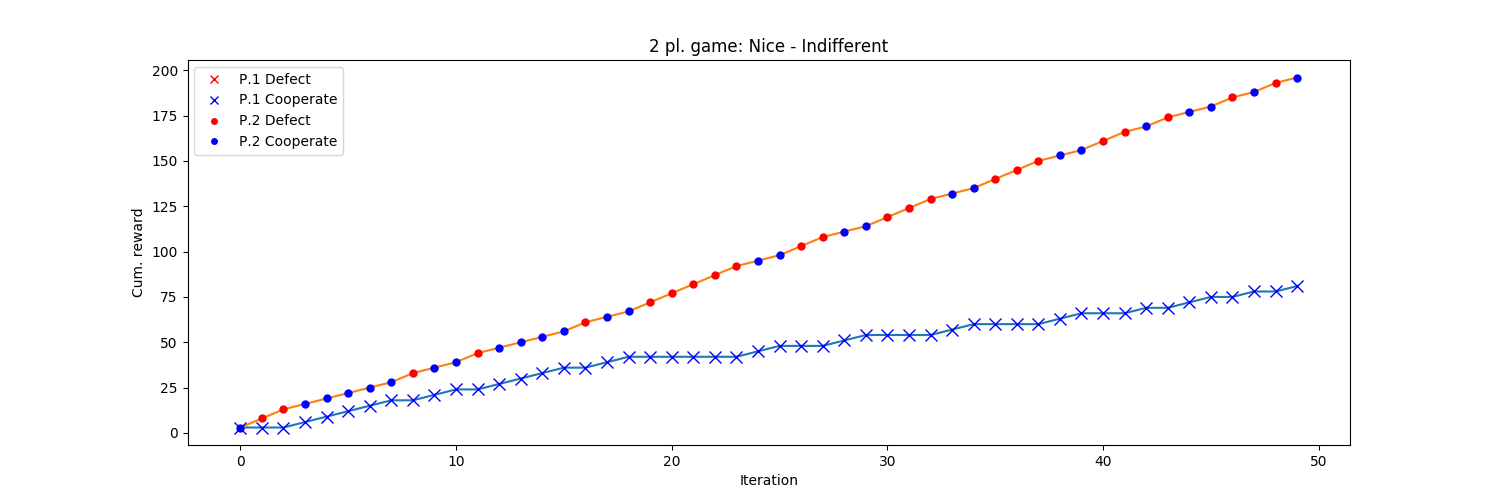 2 pl. game: Nice - Indifferent
P.1 Defect
P.1 Cooperate
P.2 Defect
P.2 Cooperate
200
175
150
125
100
75
50
25
0
Cum. reward
0 10 20 30 40 50
Iteration